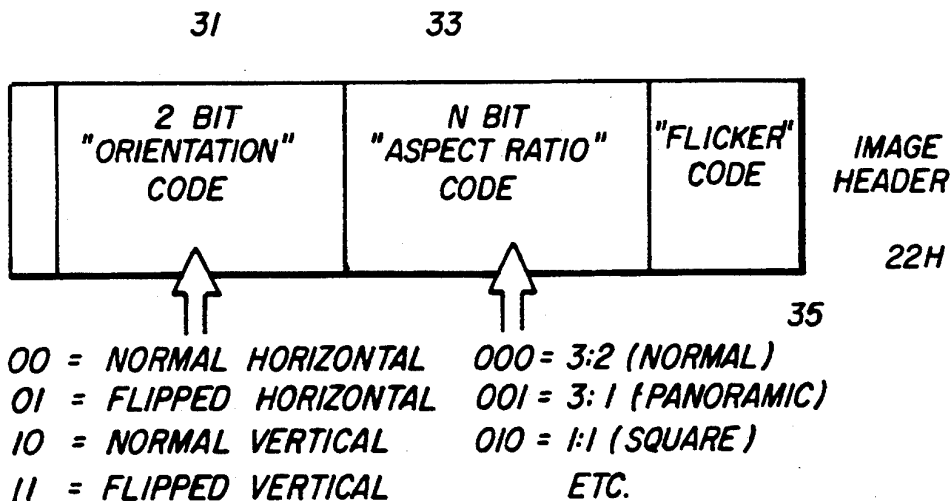 31 33
2 BIT "ORIENTATION" CODE
N BIT "ASPECT RATIO" CODE
"FLICKER" CODE
IMAGE HEADER
22H
35
00 = NORMAL HORIZONTAL 000 = 3:2 (NORMAL)
01 = FLIPPED HORIZONTAL 001 = 3:1 (PANORAMIC)
10 = NORMAL VERTICAL 010 = 1:1 (SQUARE)
11 = FLIPPED VERTICAL ETC.